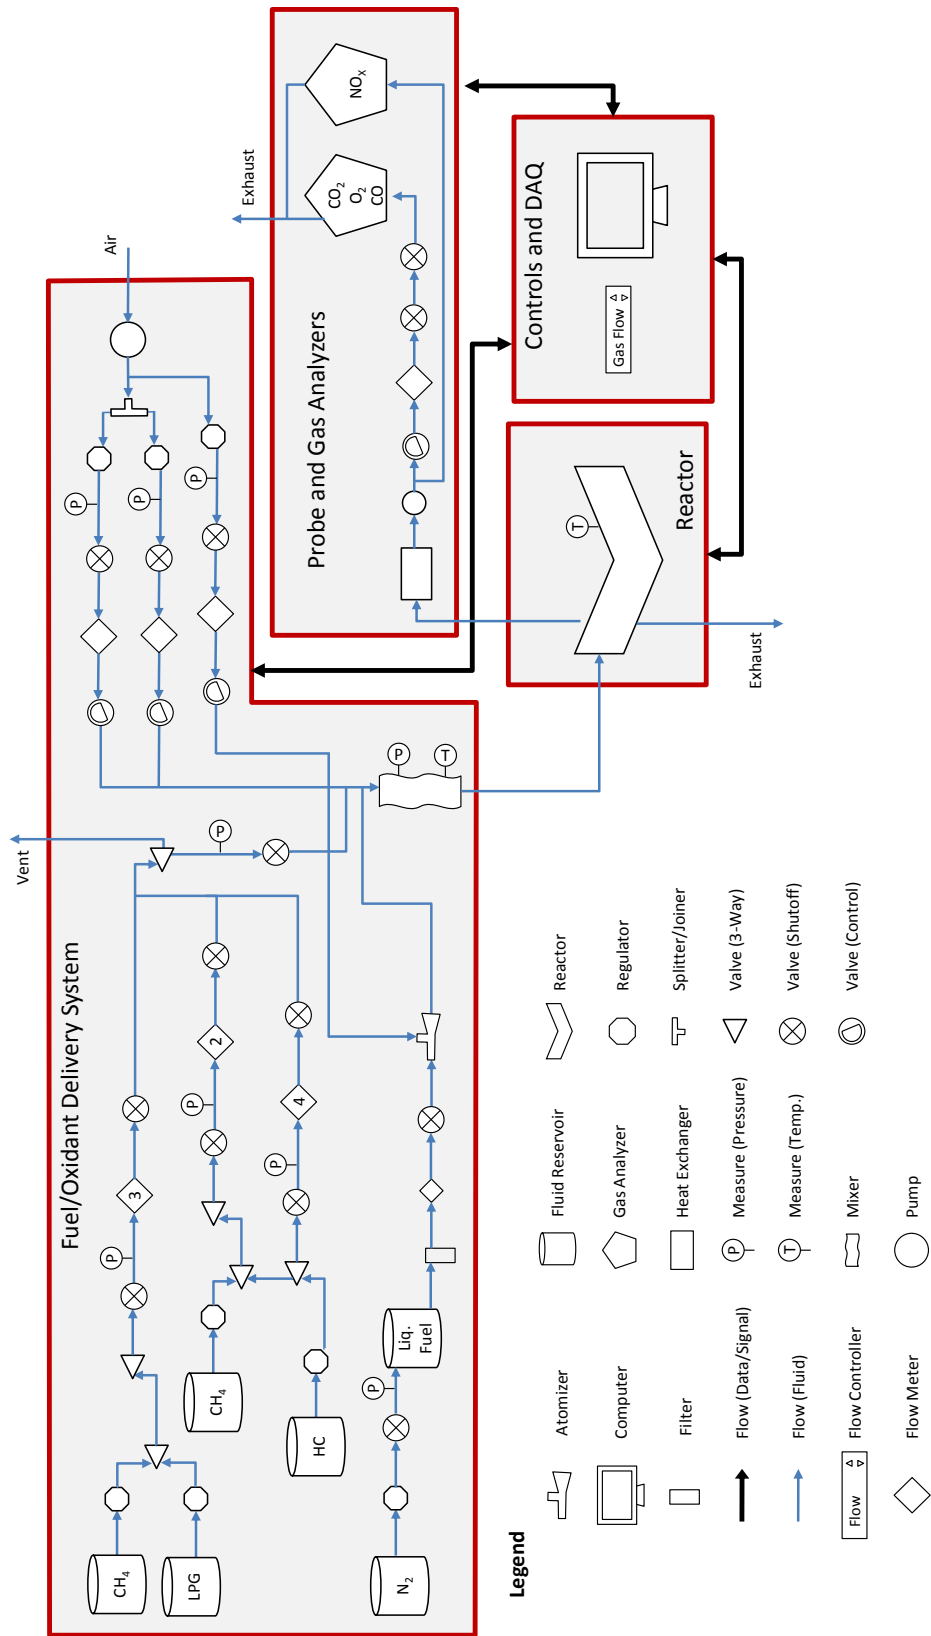 Fuel/Oxidant Delivery System
CH₄
LPG
CH₄
HC
N₂
Liq.
Fuel
P
3
P
2
P
4
P
Vent
P
P
P
P
Air
P
T
Probe and Gas Analyzers
CO₂
O₂
CO
NOₓ
Exhaust
Reactor
T
Exhaust
Controls and DAQ
Gas Flow
Legend
Atomizer
Computer
Filter
Flow (Data/Signal)
Flow (Fluid)
Flow
Flow Controller
Flow Meter
Fluid Reservoir
Gas Analyzer
Heat Exchanger
P
Measure (Pressure)
T
Measure (Temp.)
Mixer
Pump
Reactor
Regulator
Splitter/Joiner
Valve (3-Way)
Valve (Shutoff)
Valve (Control)